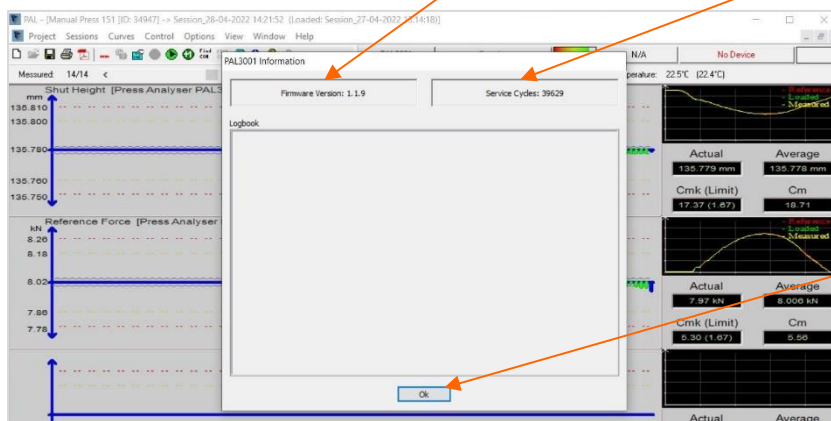 PAL - [Manual Press 151 [ID: 34947] -> Session_28-04-2022 14:21:52 (Loaded: Session_27-04-2022 14:18)]
Project Sessions Curves Control Options View Window Help
N/A No Device
Measured: 14/14 < perature: 22.5°C (22.4°C)
PAL3001 Information
Firmware Version: 1.1.9 Service Cycles: 39629
Logbook
Ok
Shut Height [Press Analyser PAL3
mm
136.810
136.800
136.780
136.760
136.750
- Reference
- Loaded
- Measured
Actual Average
135.779 mm 135.778 mm
Cmk (Limit) Cm
17.37 (1.67) 18.71
Reference Force [Press Analyser
kN
8.26
8.18
8.02
7.86
7.78
- Reference
- Loaded
- Measured
Actual Average
7.97 kN 8.006 kN
Cmk (Limit) Cm
5.30 (1.67) 5.56
Actual Average